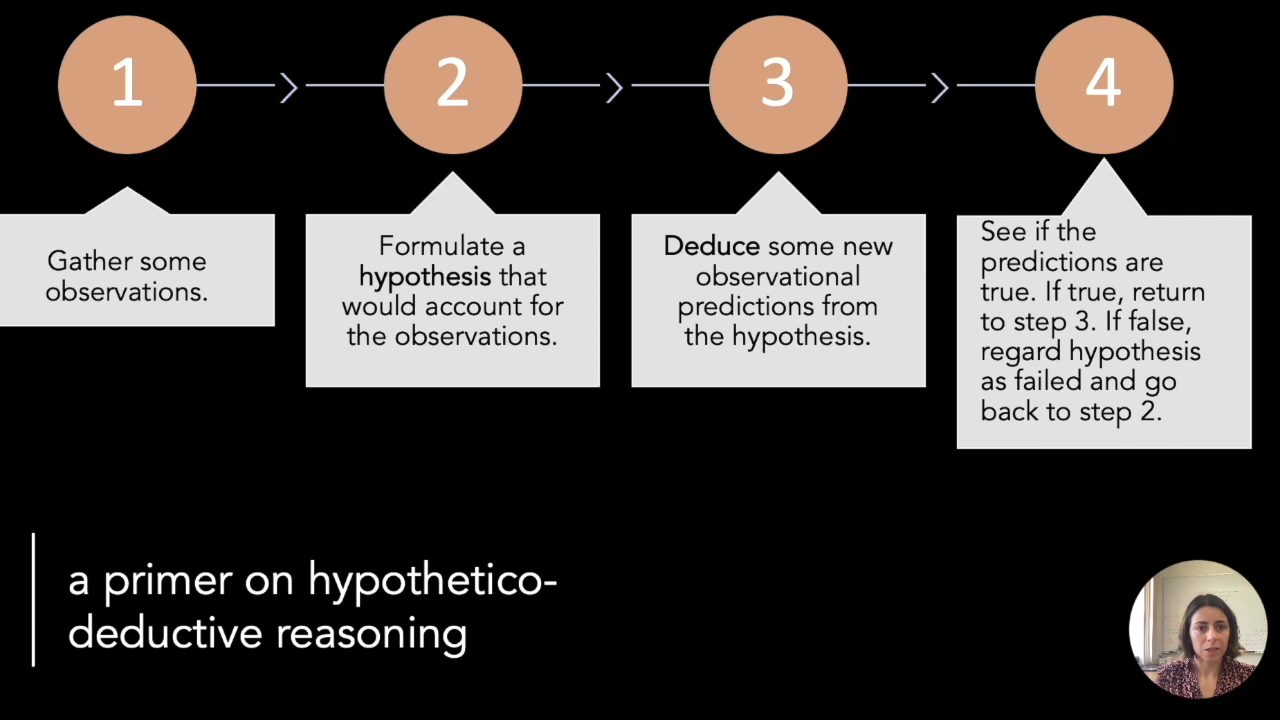 1
2
3
4
Gather some
observations.
Formulate a
hypothesis that
would account for
the observations.
Deduce some new
observational
predictions from
the hypothesis.
See if the
predictions are
true. If true, return
to step 3. If false,
regard hypothesis
as failed and go
back to step 2.
a primer on hypothetico-
deductive reasoning